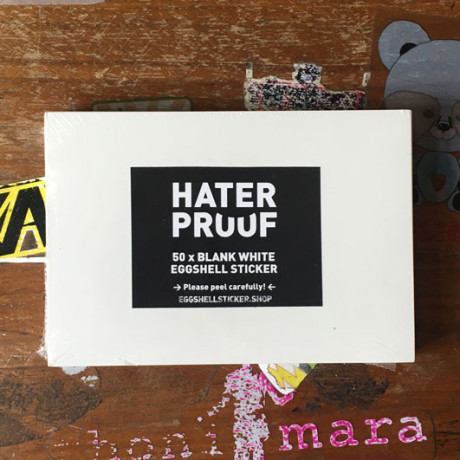 HATER
PRUUF
50 x BLANK WHITE
EGGSHELL STICKER
→ Please peel carefully! ←
EGGSHELLSTICKER.SHOP
mara